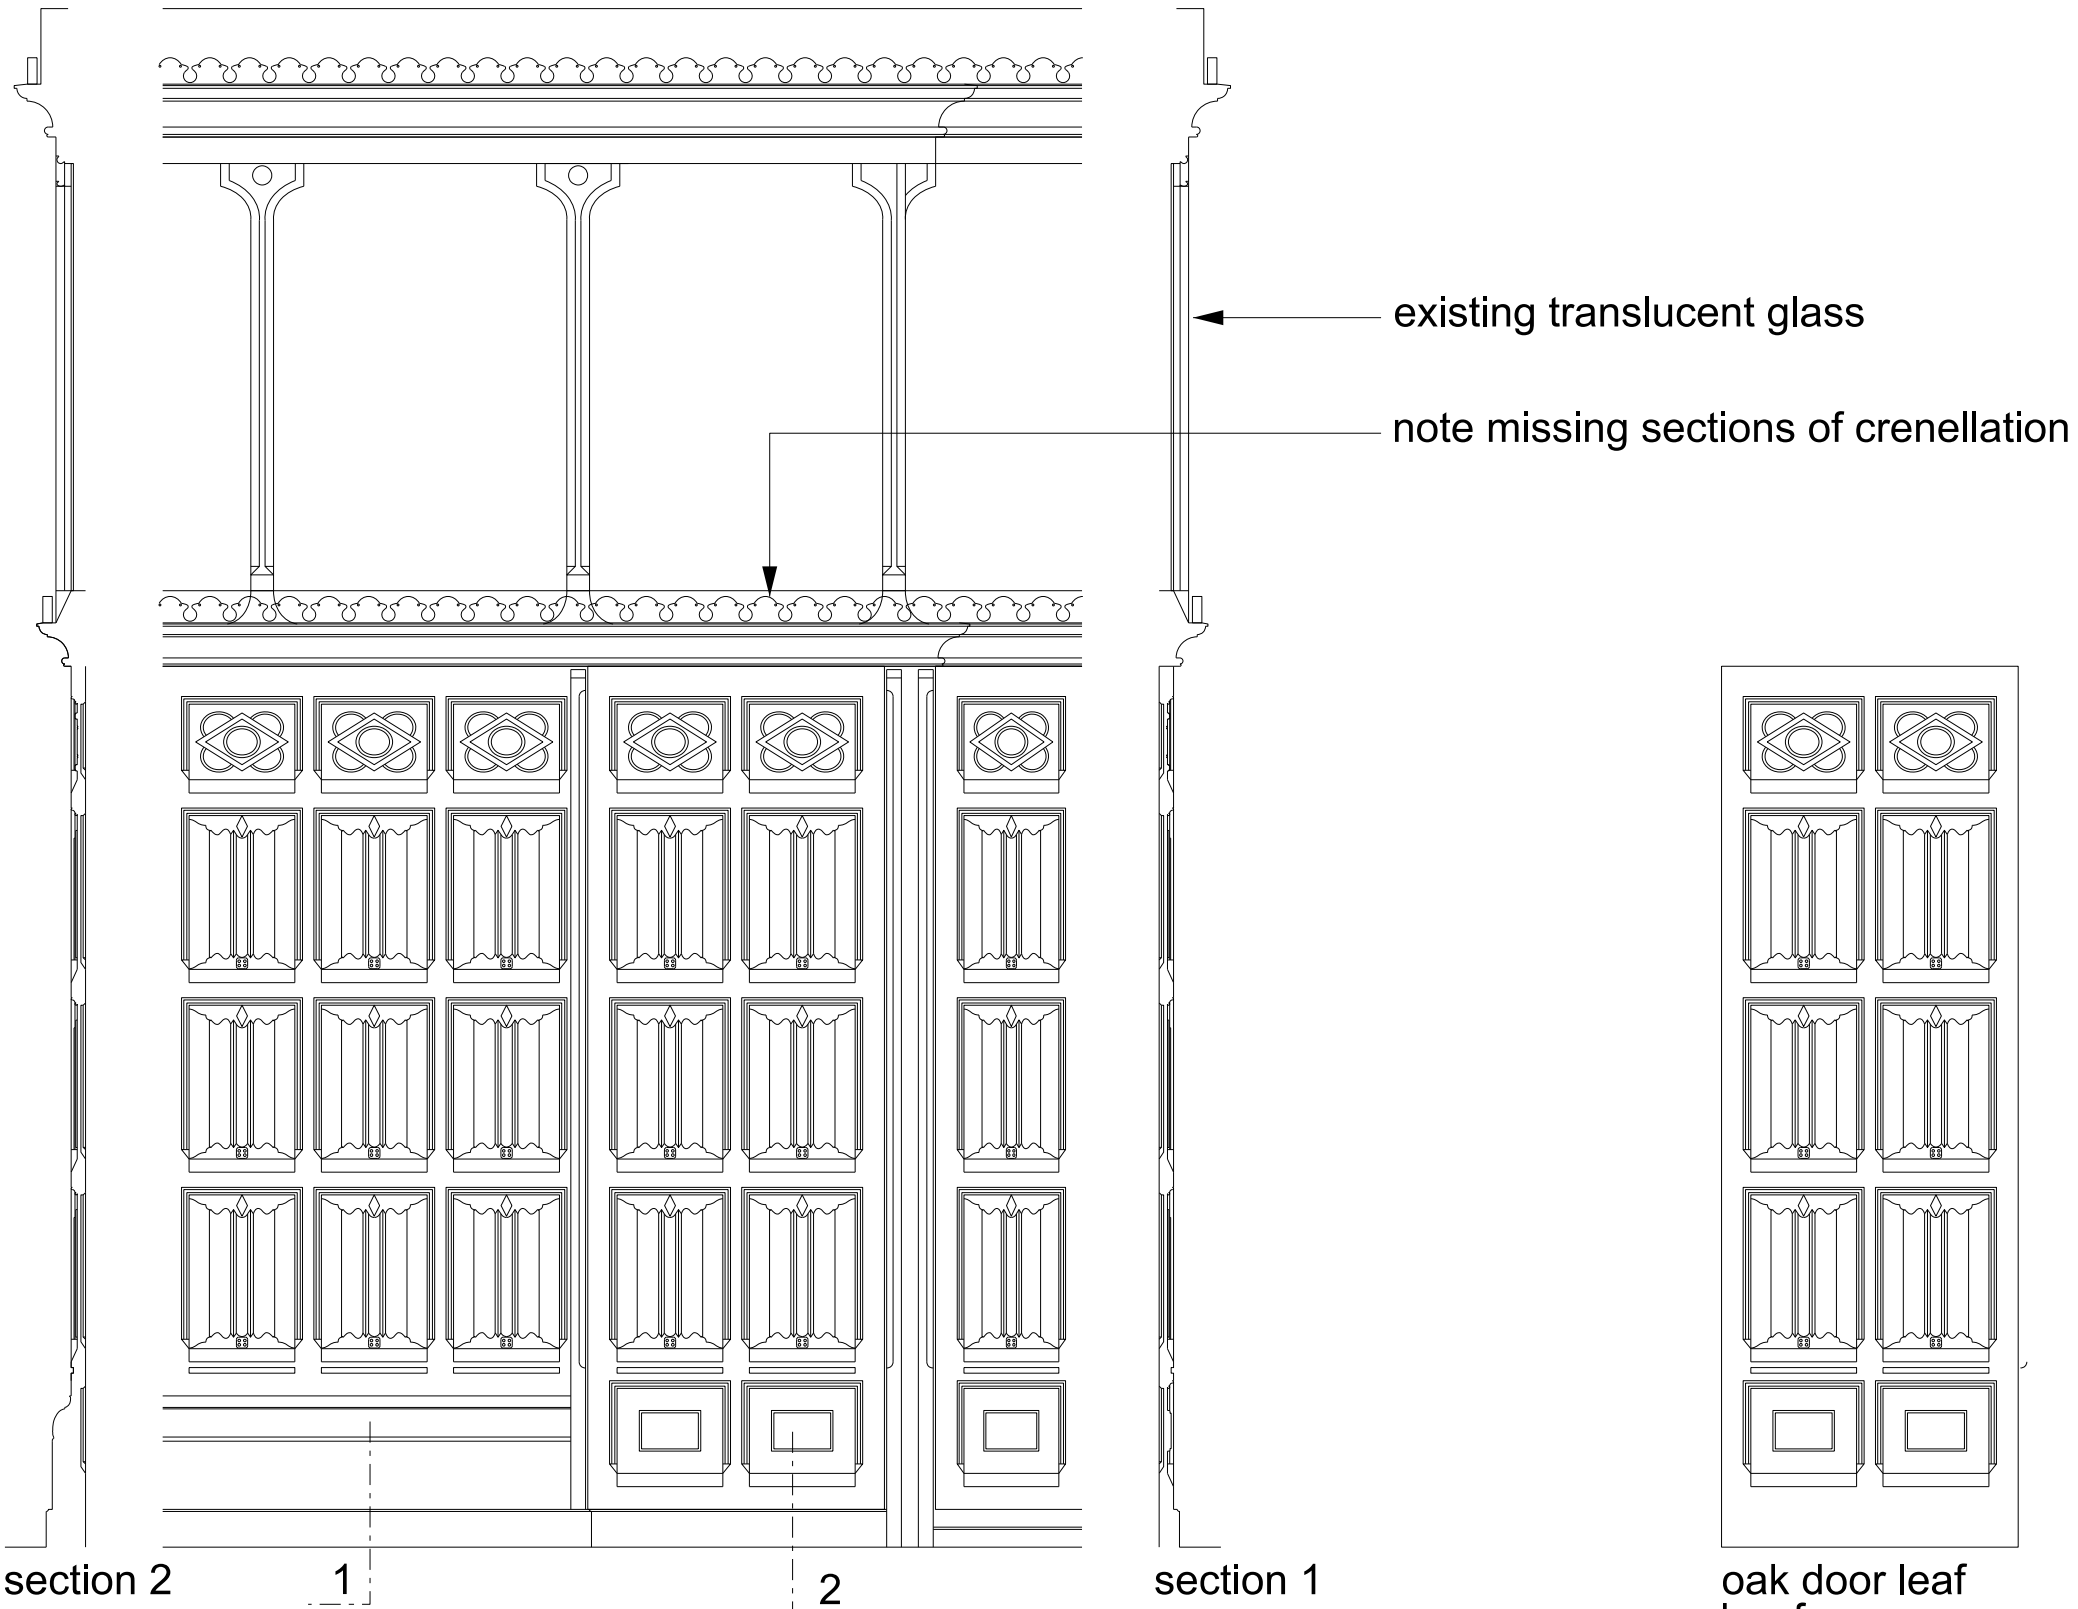 existing translucent glass
note missing sections of crenellation
section 2
1
2
section 1
oak door leaf